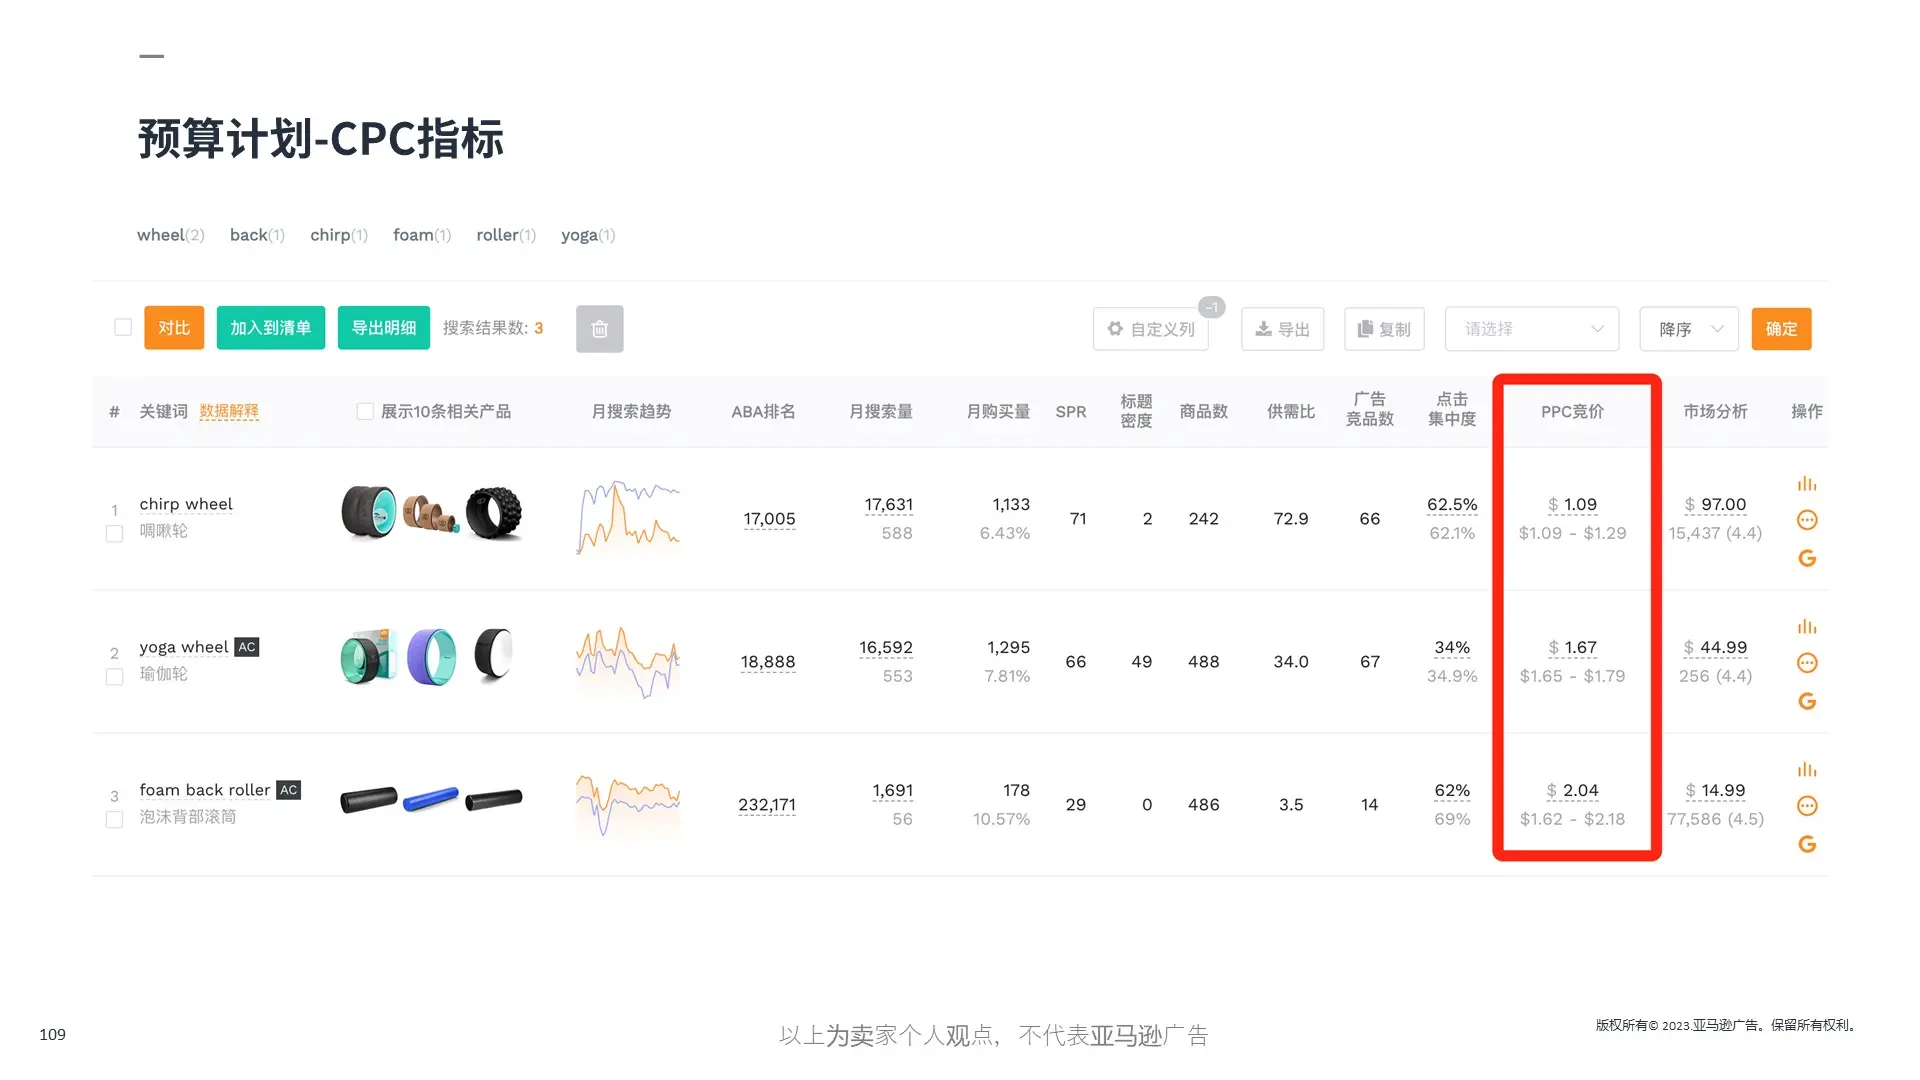 预算计划-CPC指标
wheel(2) back(1) chirp(1) foam(1) roller(1) yoga(1)
对比 加入到清单 导出明细 搜索结果数: 3 自定义列 -1 导出 复制 请选择 降序 确定
# 关键词 数据解释 展示10条相关产品 月搜索趋势 ABA排名 月搜索量 月购买量 SPR 标题密度 商品数 供需比 广告竞品数 点击集中度 PPC竞价 市场分析 操作
1 chirp wheel 17,005 17,631 1,133 71 2 242 72.9 66 62.5% $ 1.09 $ 97.00
啁啾轮 588 6.43% 62.1% $1.09 - $1.29 15,437 (4.4)
2 yoga wheel AC 18,888 16,592 1,295 66 49 488 34.0 67 34% $ 1.67 $ 44.99
瑜伽轮 553 7.81% 34.9% $1.65 - $1.79 256 (4.4)
3 foam back roller AC 232,171 1,691 178 29 0 486 3.5 14 62% $ 2.04 $ 14.99
泡沫背部滚筒 56 10.57% 69% $1.62 - $2.18 77,586 (4.5)
109
以上为卖家个人观点，不代表亚马逊广告
版权所有© 2023.亚马逊广告。保留所有权利。